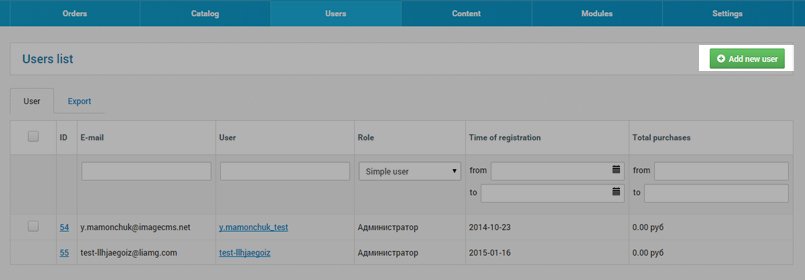 Orders Catalog Users Content Modules Settings
Users list
Add new user
User Export
ID E-mail User Role Time of registration Total purchases
Simple user from from
to to
54 y.mamonchuk@imagecms.net y.mamonchuk_test Администратор 2014-10-23 0.00 руб
55 test-llhjaegoiz@liamg.com test-llhjaegoiz Администратор 2015-01-16 0.00 руб